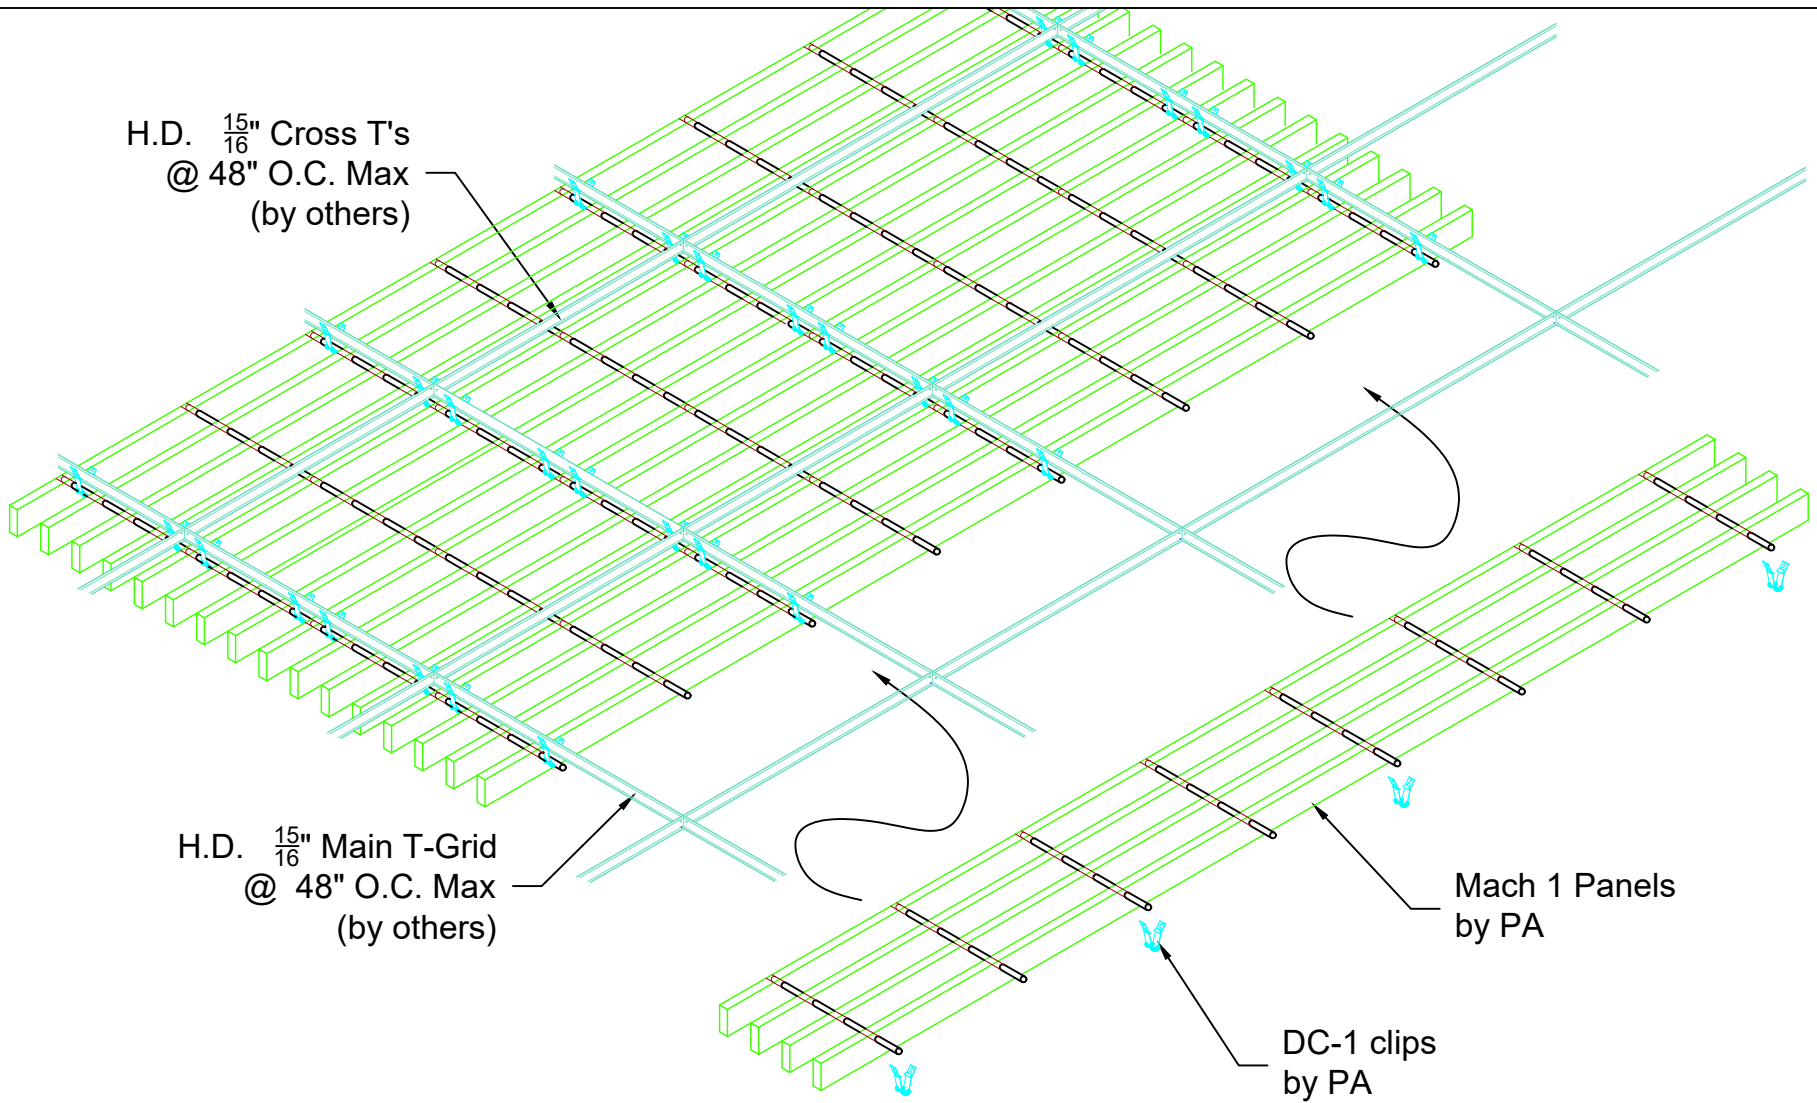 H.D. 15/16" Cross T's
@ 48" O.C. Max
(by others)
H.D. 15/16" Main T-Grid
@ 48" O.C. Max
(by others)
Mach 1 Panels
by PA
DC-1 clips
by PA